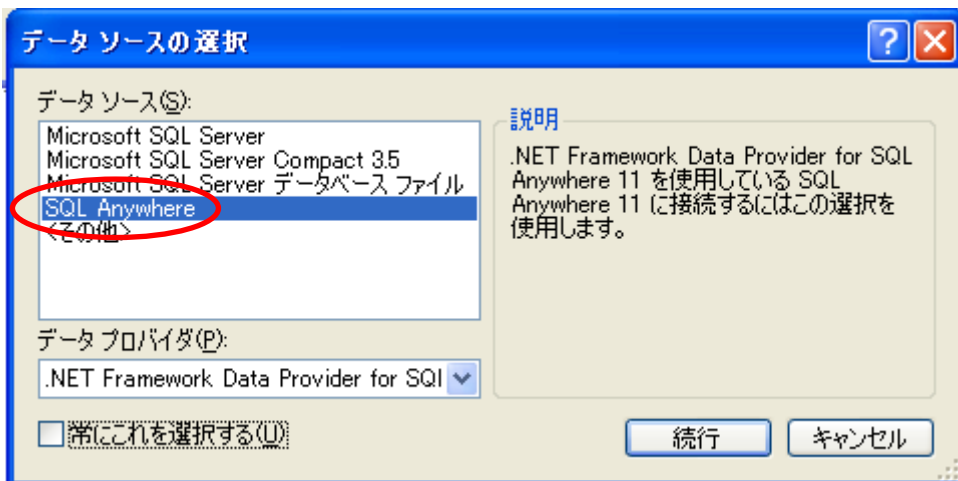 データ ソースの選択
データ ソース(S):
Microsoft SQL Server
Microsoft SQL Server Compact 3.5
Microsoft SQL Server データベース ファイル
SQL Anywhere
<その他>
説明
.NET Framework Data Provider for SQL
Anywhere 11 を使用している SQL
Anywhere 11 に接続するにはこの選択を
使用します。
データ プロバイダ(P):
.NET Framework Data Provider for SQl
常にこれを選択する(U)
続行
キャンセル